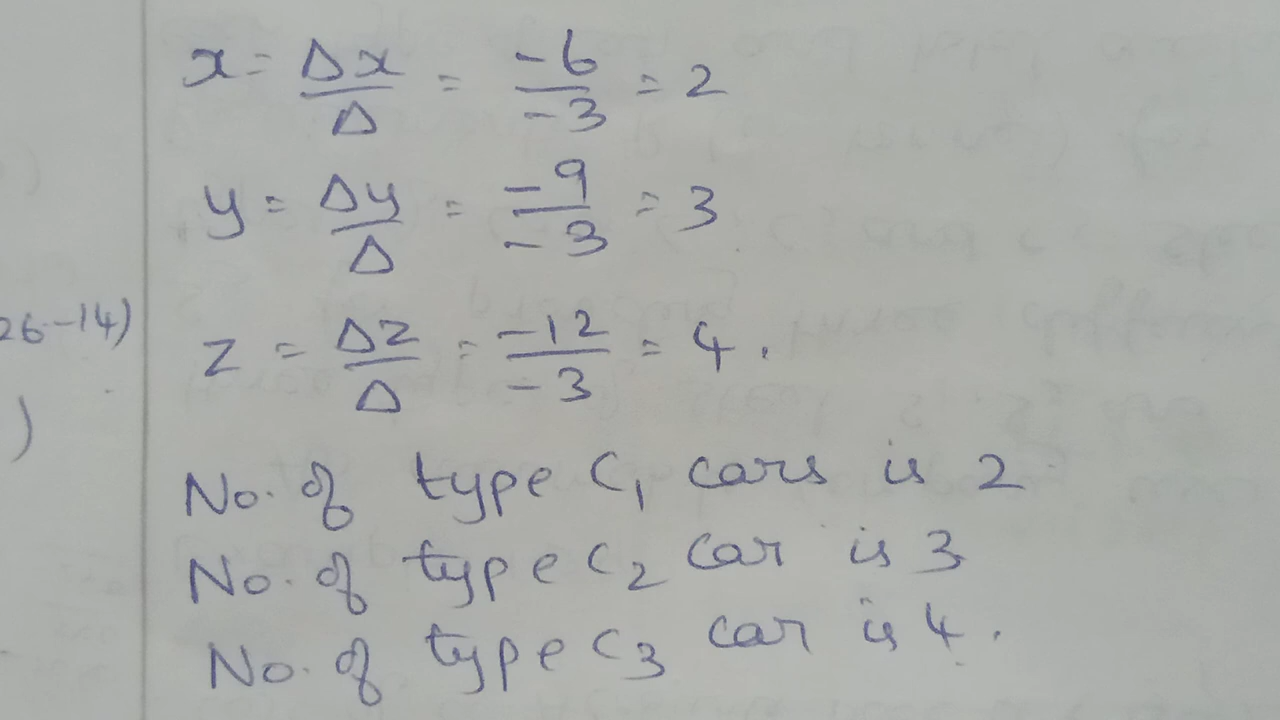 x = Δx/Δ = -6/-3 = 2
y = Δy/Δ = -9/-3 = 3
26-14)
z = Δz/Δ = -12/-3 = 4.
)
No. of type C₁ cars is 2
No. of type C₂ car is 3
No. of type C₃ car is 4.